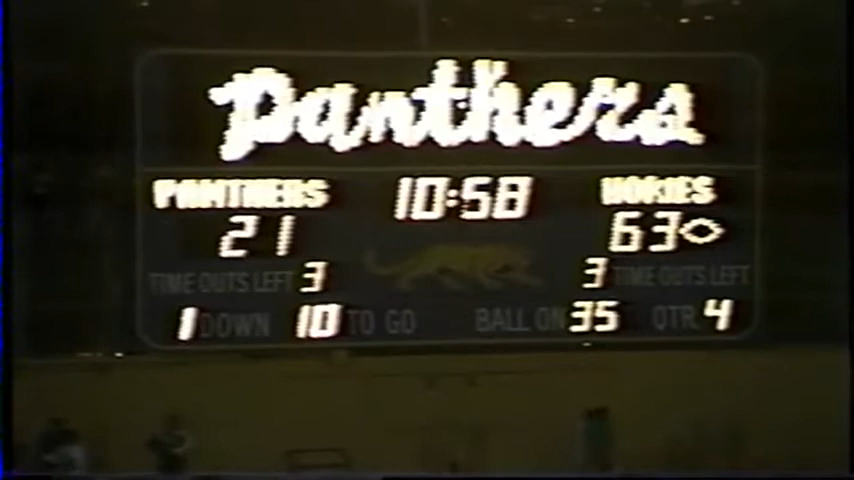 Panthers
PANTHERS 10:58 HOKIES
21 63
TIME OUTS LEFT 3 3 TIME OUTS LEFT
1 DOWN 10 TO GO BALL ON 35 QTR. 4